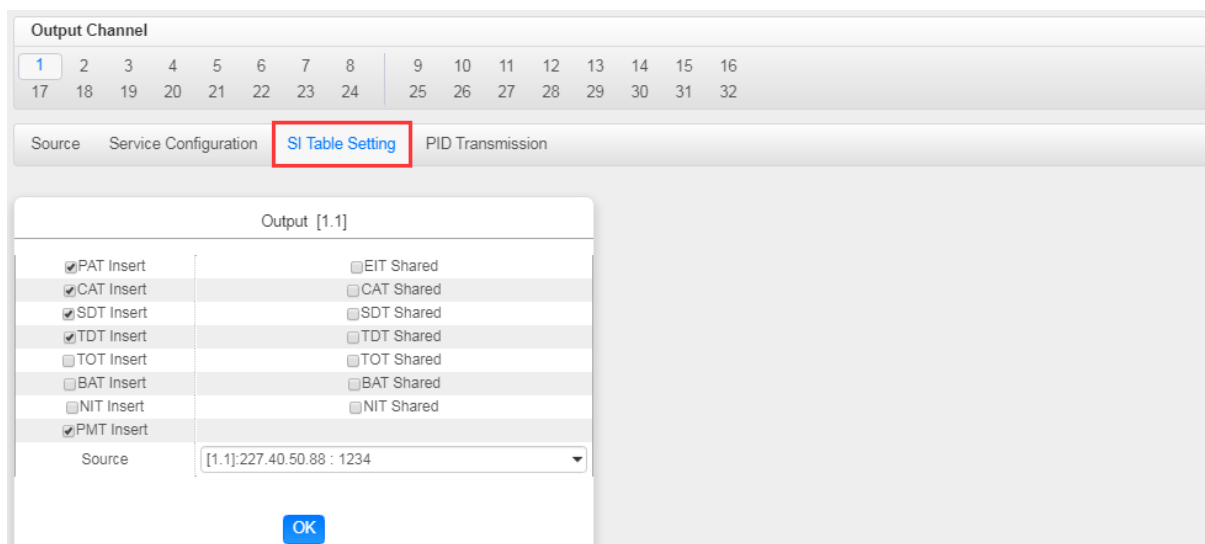 Output Channel
1 2 3 4 5 6 7 8 9 10 11 12 13 14 15 16
17 18 19 20 21 22 23 24 25 26 27 28 29 30 31 32
Source Service Configuration SI Table Setting PID Transmission
Output [1.1]
PAT Insert EIT Shared
CAT Insert CAT Shared
SDT Insert SDT Shared
TDT Insert TDT Shared
TOT Insert TOT Shared
BAT Insert BAT Shared
NIT Insert NIT Shared
PMT Insert
Source [1.1]:227.40.50.88 : 1234
OK